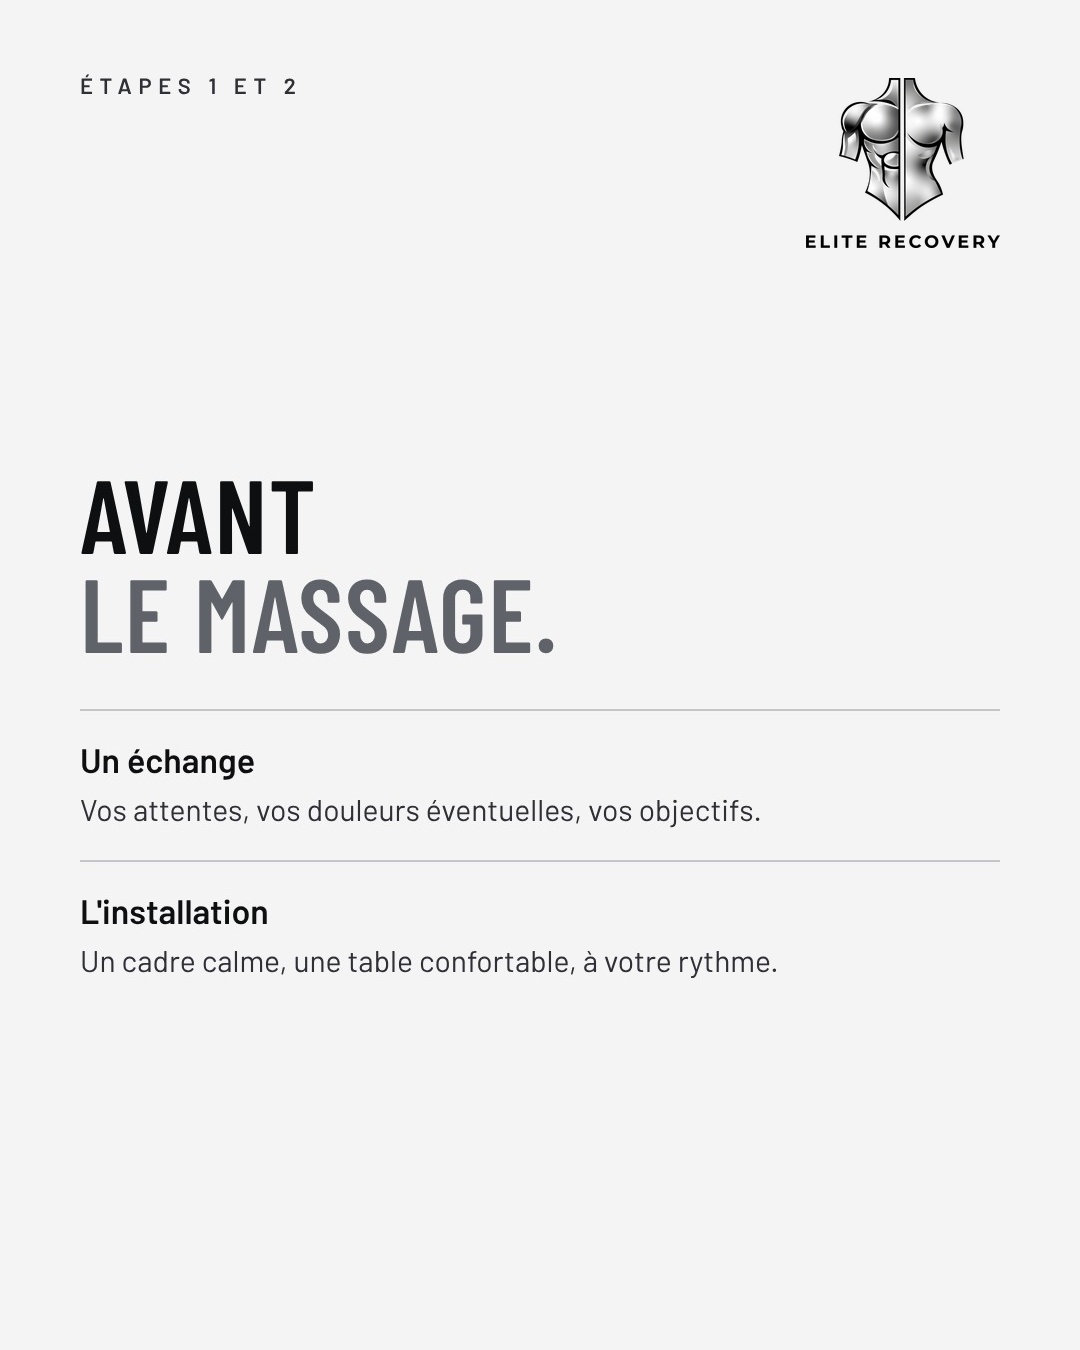 ÉTAPES 1 ET 2
ELITE RECOVERY
AVANT
LE MASSAGE.
Un échange
Vos attentes, vos douleurs éventuelles, vos objectifs.
L'installation
Un cadre calme, une table confortable, à votre rythme.